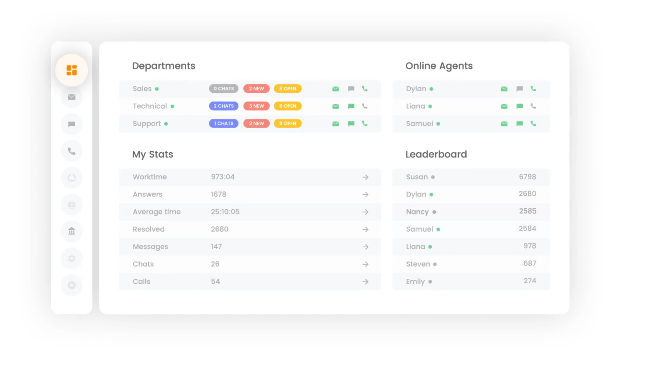 Departments
Sales 0 CHATS 2 NEW 3 OPEN
Technical 2 CHATS 3 NEW 0 OPEN
Support 1 CHATS 2 NEW 0 OPEN
Online Agents
Dylan
Liana
Samuel
My Stats
Worktime 973:04
Answers 1678
Average time 25:10:05
Resolved 2680
Messages 147
Chats 26
Calls 54
Leaderboard
Susan 6798
Dylan 2680
Nancy 2585
Samuel 2584
Liana 978
Steven 687
Emily 274